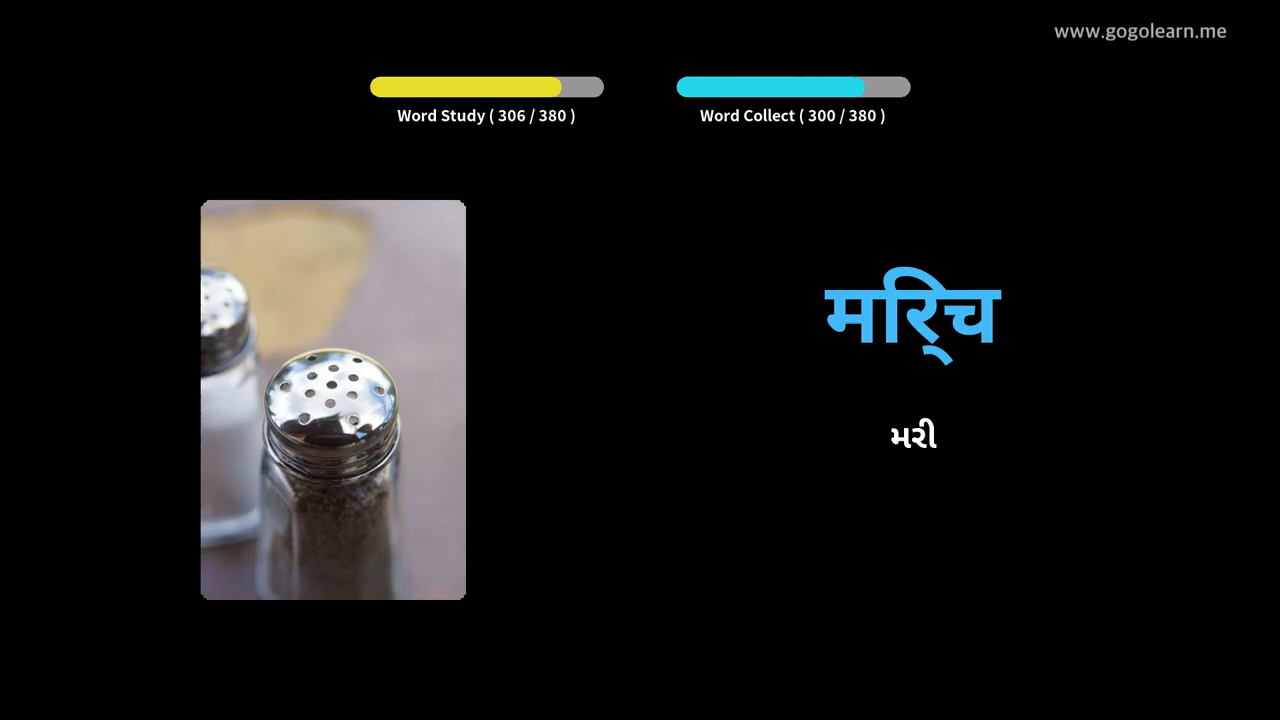 www.gogolearn.me
Word Study ( 306 / 380 )
Word Collect ( 300 / 380 )
मरि्च
મરી